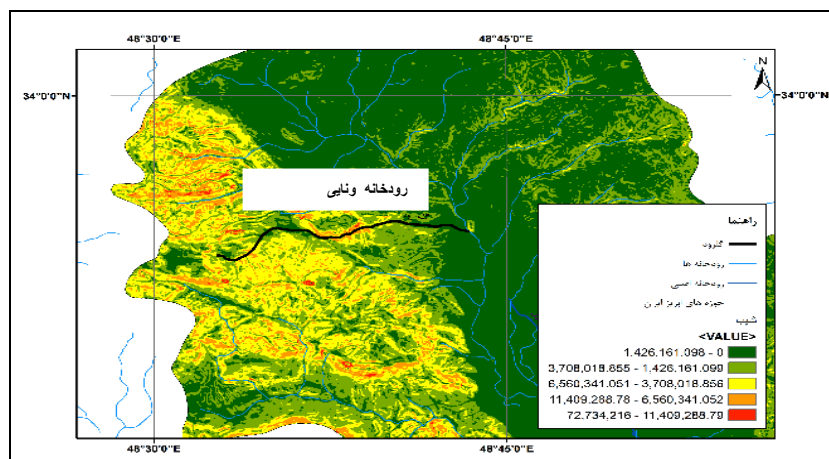 48°30'0"E 48°45'0"E
N
34°0'0"N 34°0'0"N
رودخانه ونایی
راهنما
گلرود
رودخانه ها
رودخانه اصلی
حوزه های آبریز ایران
شیب
<VALUE>
1,426,161.098 - 0
3,708,018.855 - 1,426,161.099
6,560,341.051 - 3,708,018.856
11,409,288.78 - 6,560,341.052
72,734,216 - 11,409,288.79
48°30'0"E 48°45'0"E